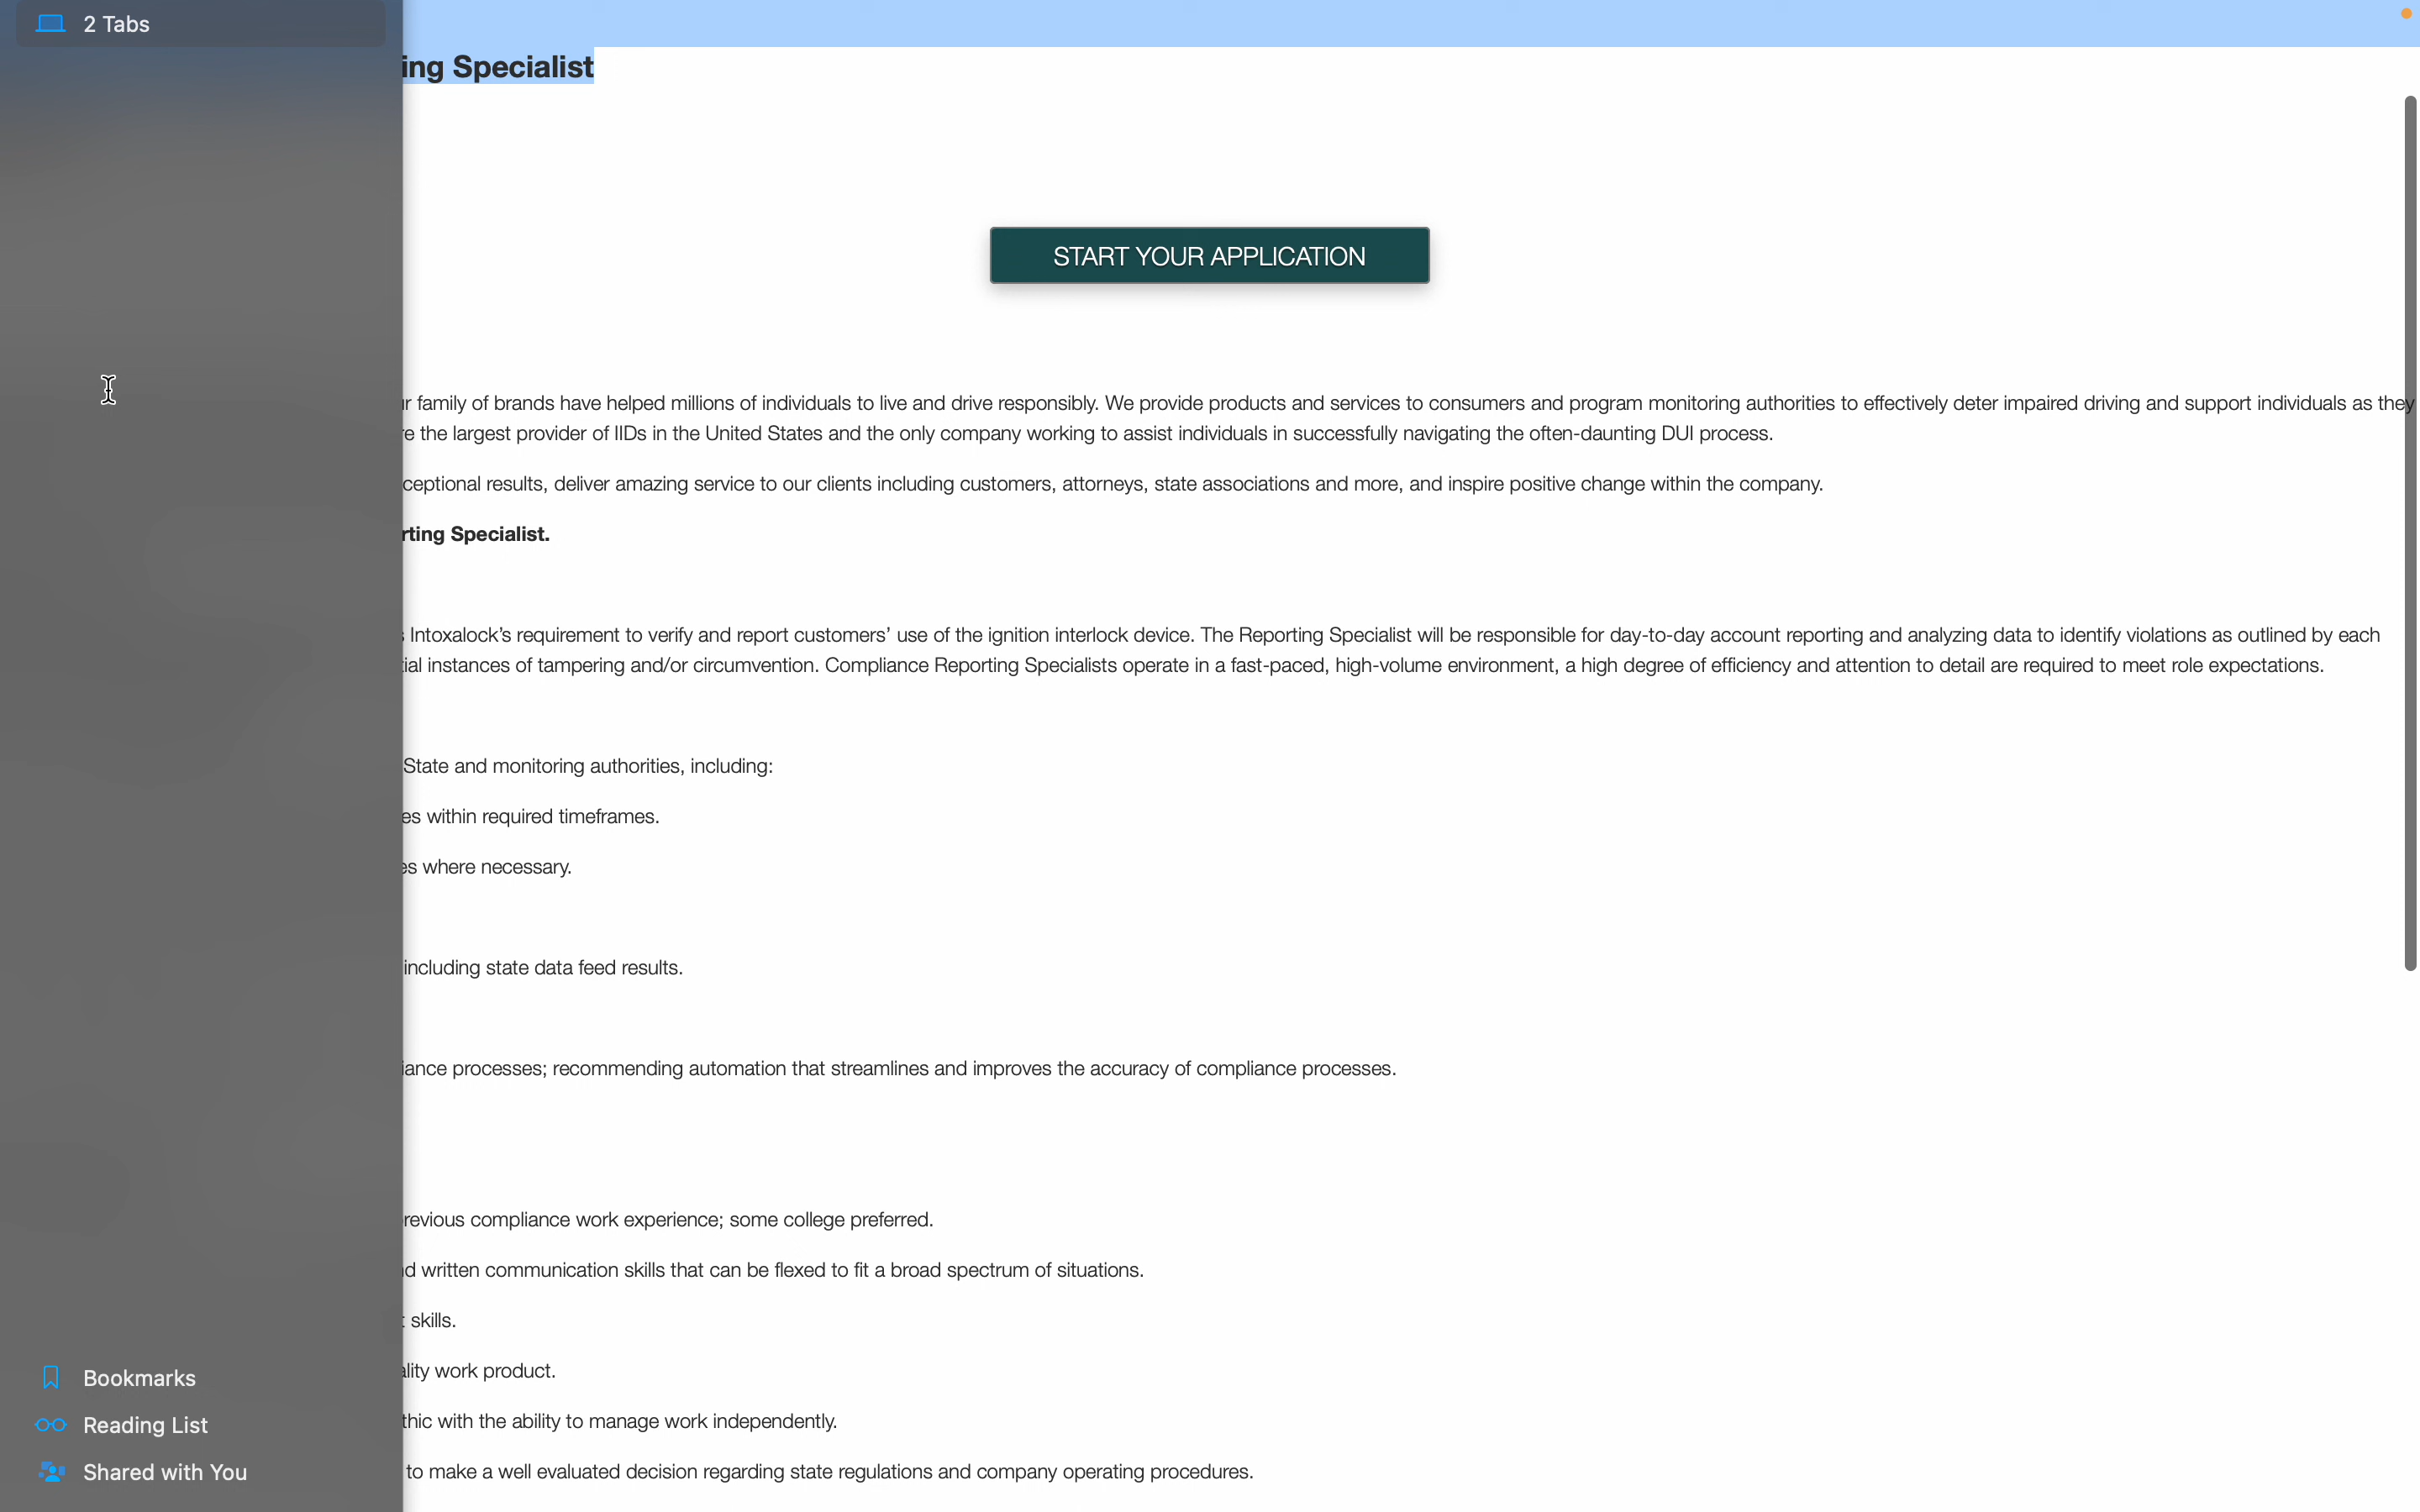 2 Tabs
ing Specialist
START YOUR APPLICATION
r family of brands have helped millions of individuals to live and drive responsibly. We provide products and services to consumers and program monitoring authorities to effectively deter impaired driving and support individuals as they
e the largest provider of IIDs in the United States and the only company working to assist individuals in successfully navigating the often-daunting DUI process.
ceptional results, deliver amazing service to our clients including customers, attorneys, state associations and more, and inspire positive change within the company.
rting Specialist.
Intoxalock’s requirement to verify and report customers’ use of the ignition interlock device. The Reporting Specialist will be responsible for day-to-day account reporting and analyzing data to identify violations as outlined by each
ial instances of tampering and/or circumvention. Compliance Reporting Specialists operate in a fast-paced, high-volume environment, a high degree of efficiency and attention to detail are required to meet role expectations.
State and monitoring authorities, including:
es within required timeframes.
es where necessary.
including state data feed results.
iance processes; recommending automation that streamlines and improves the accuracy of compliance processes.
revious compliance work experience; some college preferred.
d written communication skills that can be flexed to fit a broad spectrum of situations.
t skills.
ality work product.
thic with the ability to manage work independently.
to make a well evaluated decision regarding state regulations and company operating procedures.
Bookmarks
Reading List
Shared with You